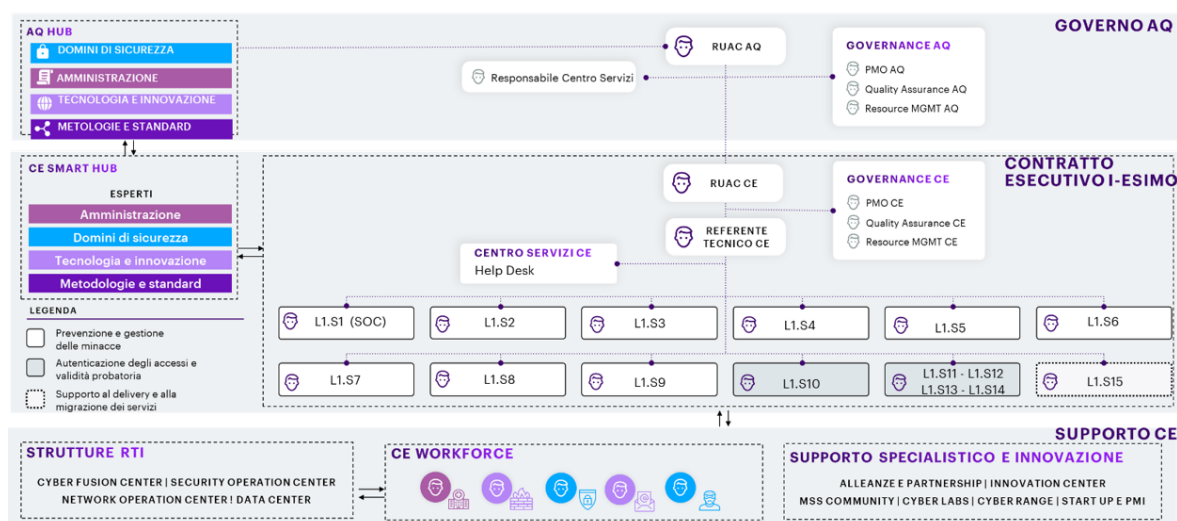 GOVERNO AQ
AQ HUB
DOMINI DI SICUREZZA
AMMINISTRAZIONE
TECNOLOGIA E INNOVAZIONE
METOLOGIE E STANDARD
RUAC AQ
Responsabile Centro Servizi
GOVERNANCE AQ
PMO AQ
Quality Assurance AQ
Resource MGMT AQ
CONTRATTO
ESECUTIVO I-ESIMO
CE SMART HUB
ESPERTI
Amministrazione
Domini di sicurezza
Tecnologia e innovazione
Metodologie e standard
LEGENDA
Prevenzione e gestione
delle minacce
Autenticazione degli accessi e
validità probatoria
Supporto al delivery e alla
migrazione dei servizi
RUAC CE
REFERENTE
TECNICO CE
GOVERNANCE CE
PMO CE
Quality Assurance CE
Resource MGMT CE
CENTRO SERVIZI CE
Help Desk
L1.S1 (SOC)
L1.S2
L1.S3
L1.S4
L1.S5
L1.S6
L1.S7
L1.S8
L1.S9
L1.S10
L1.S11 - L1.S12
L1.S13 - L1.S14
L1.S15
SUPPORTO CE
STRUTTURE RTI
CYBER FUSION CENTER | SECURITY OPERATION CENTER
NETWORK OPERATION CENTER ! DATA CENTER
CE WORKFORCE
SUPPORTO SPECIALISTICO E INNOVAZIONE
ALLEANZE E PARTNERSHIP | INNOVATION CENTER
MSS COMMUNITY | CYBER LABS | CYBER RANGE | START UP E PMI